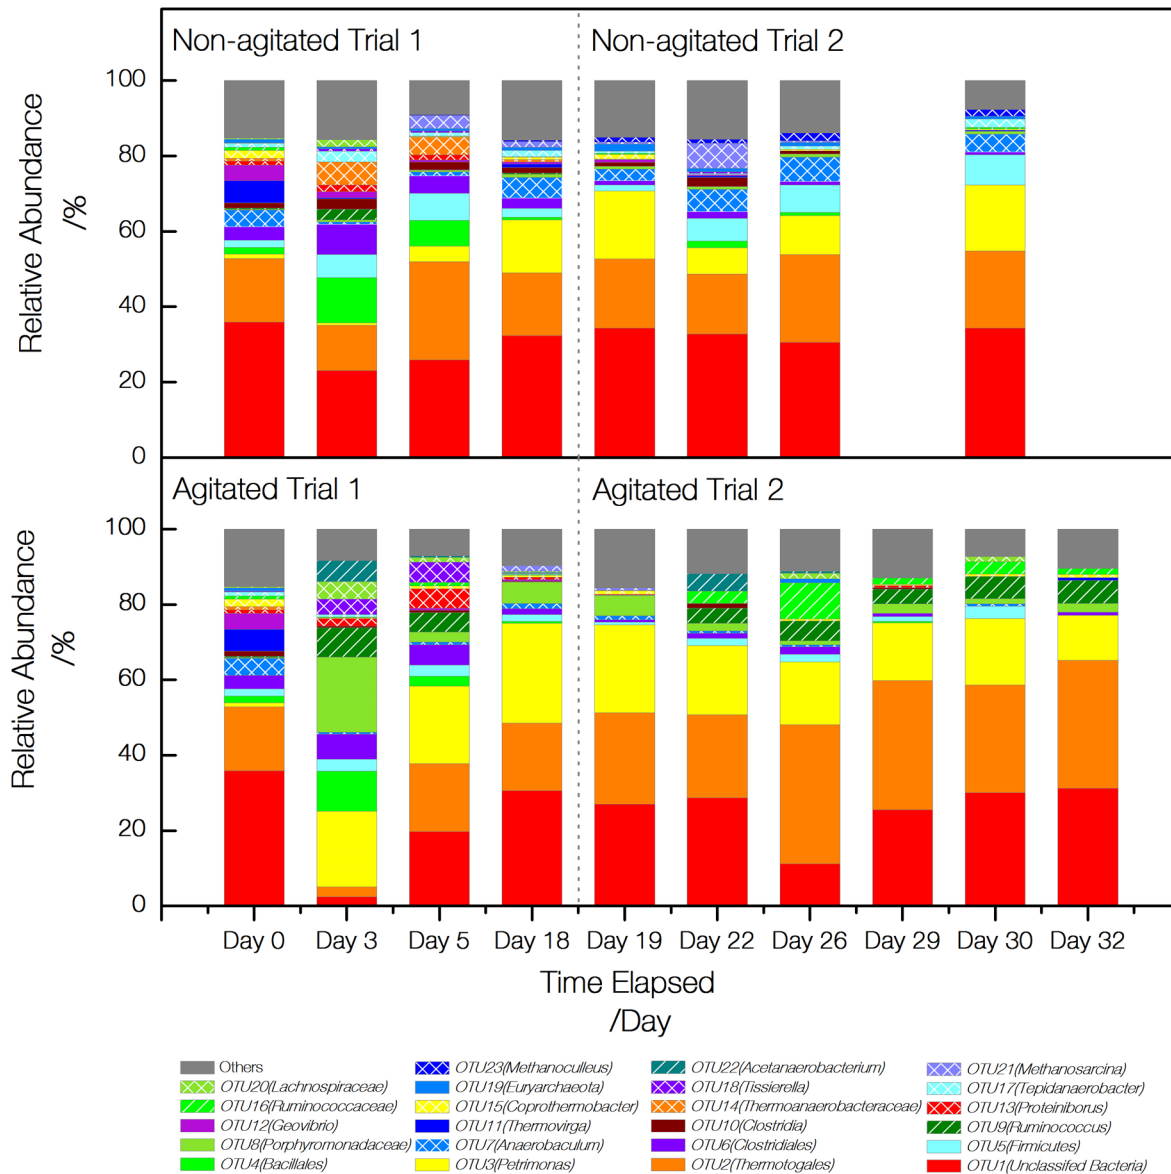 Non-agitated Trial 1
Non-agitated Trial 2
100
80
60
40
20
0
Relative Abundance
/%
Agitated Trial 1
Agitated Trial 2
100
80
60
40
20
0
Relative Abundance
/%
Day 0 Day 3 Day 5 Day 18 Day 19 Day 22 Day 26 Day 29 Day 30 Day 32
Time Elapsed
/Day
Others OTU23(Methanoculleus) OTU22(Acetanaerobacterium) OTU21(Methanosarcina)
OTU20(Lachnospiraceae) OTU19(Euryarchaeota) OTU18(Tissierella) OTU17(Tepidanaerobacter)
OTU16(Ruminococcaceae) OTU15(Coprothermobacter) OTU14(Thermoanaerobacteraceae) OTU13(Proteiniborus)
OTU12(Geovibrio) OTU11(Thermovirga) OTU10(Clostridia) OTU9(Ruminococcus)
OTU8(Porphyromonadaceae) OTU7(Anaerobaculum) OTU6(Clostridiales) OTU5(Firmicutes)
OTU4(Bacillales) OTU3(Petrimonas) OTU2(Thermotogales) OTU1(Unclassifed Bacteria)